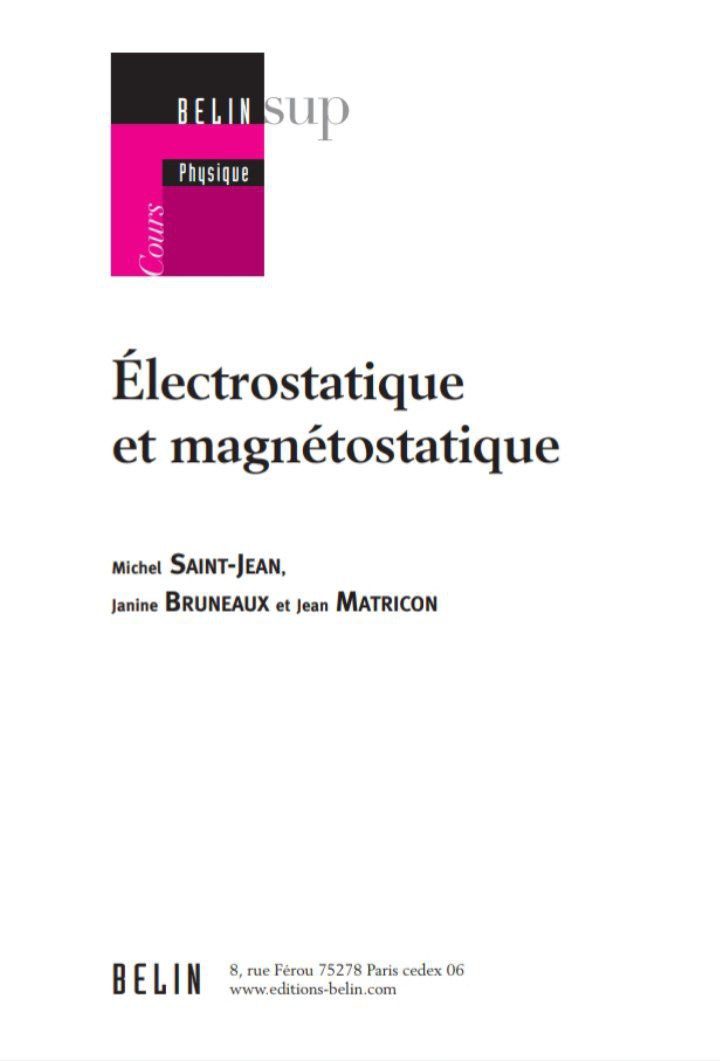 BELIN sup
Physique
Cours
Électrostatique
et magnétostatique
Michel SAINT-JEAN,
Janine BRUNEAUX et Jean MATRICON
BELIN 8, rue Férou 75278 Paris cedex 06
www.editions-belin.com